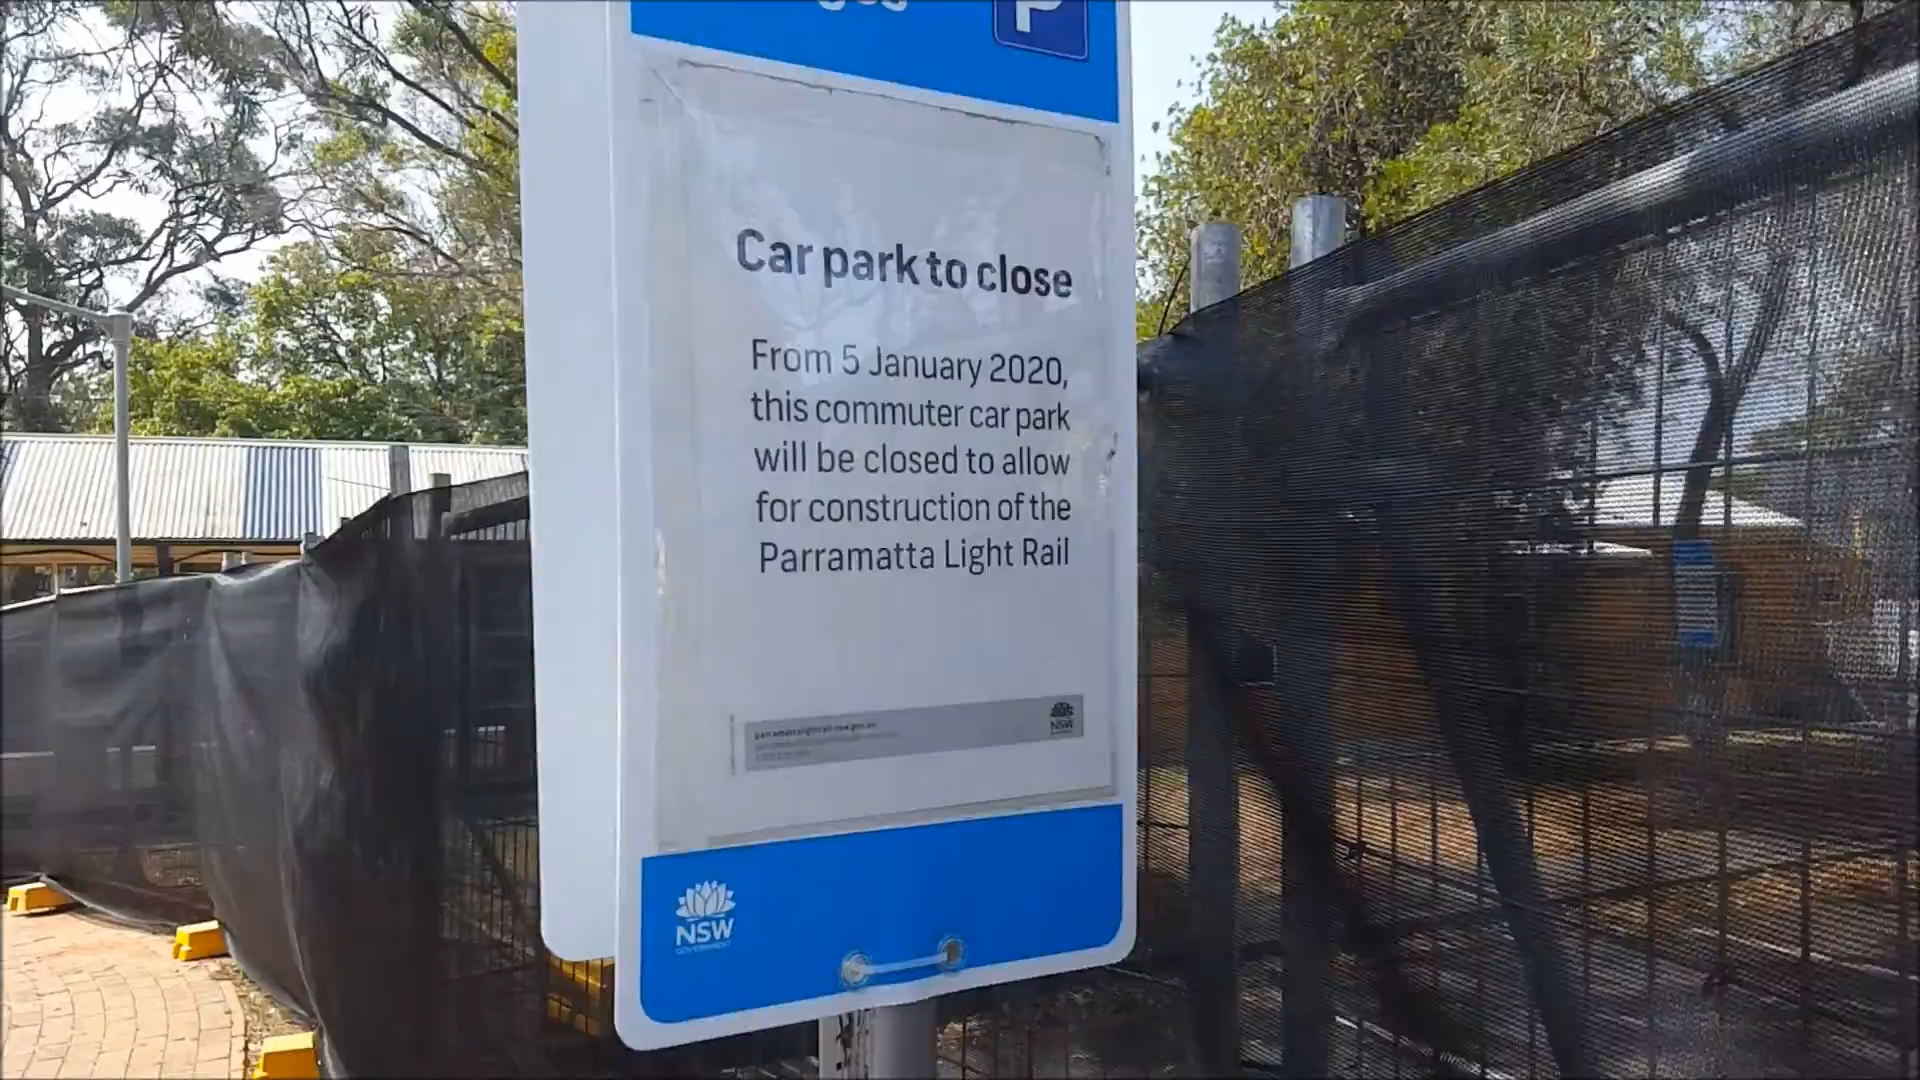 P
Car park to close
From 5 January 2020,
this commuter car park
will be closed to allow
for construction of the
Parramatta Light Rail
NSW
NSW
GOVERNMENT